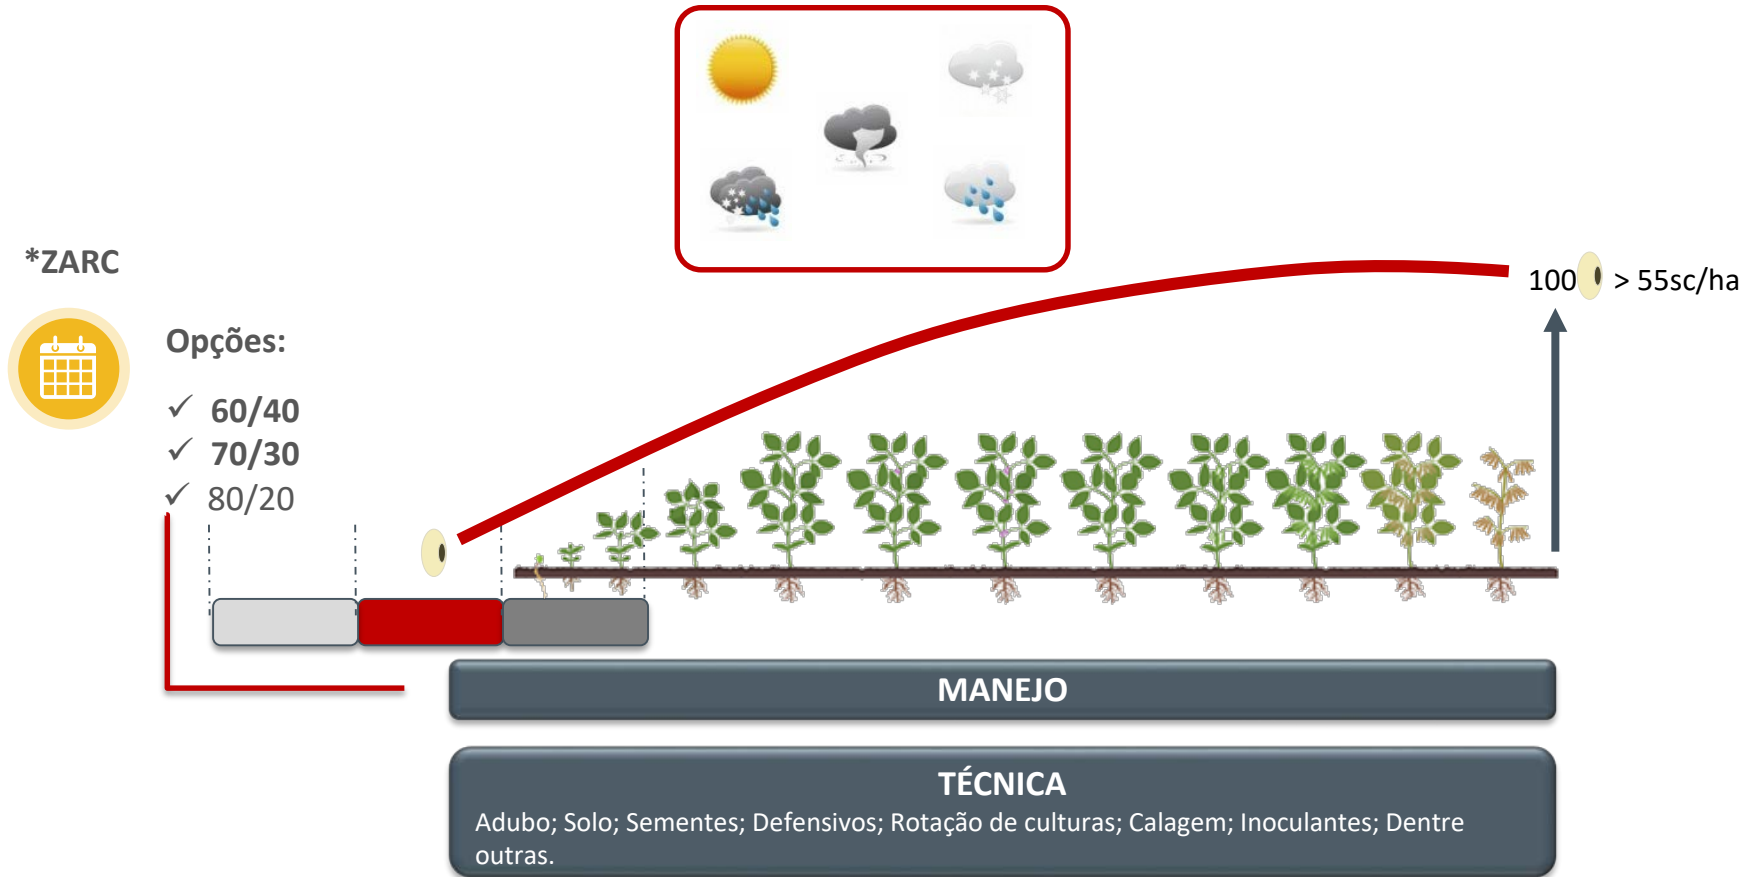 *ZARC
Opções:
✓ 60/40
✓ 70/30
✓ 80/20
100 > 55sc/ha
MANEJO
TÉCNICA
Adubo; Solo; Sementes; Defensivos; Rotação de culturas; Calagem; Inoculantes; Dentre
outras.